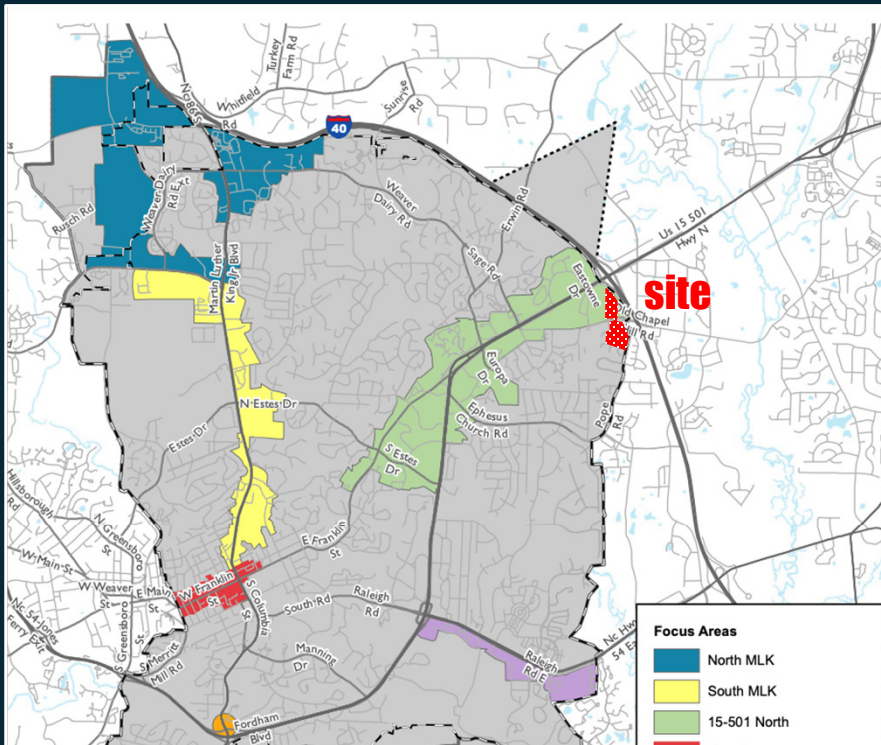 NC 86 S
Whitfield
Rd
Turkey
Farm Rd
Sunrise
Rd
40
Rusch Rd
Weaver Dairy
Rd Ext
Weaver
Dairy Rd
Erwin Rd
Sage Rd
Us 15 501
Hwy N
Martin Luther
King Jr Blvd
Eastowne
Dr
site
Old Chapel
Hill Rd
Europa
Dr
N Estes Dr
Ephesus
Church Rd
Pope
Rd
Estes Dr
S Estes
Dr
Hillsborough
Rd
N Greensboro
St
E Franklin
St
W Main St
W Weaver
St
E Main
St
W Franklin
St
S Columbia
St
South Rd
Raleigh
Rd
Nc 54 Jones
Ferry Exit
S Greensboro
St
S Merritt
Mill Rd
Manning
Dr
Raleigh
Rd E
Nc Hwy
54 E
Fordham
Blvd
Focus Areas
North MLK
South MLK
15-501 North